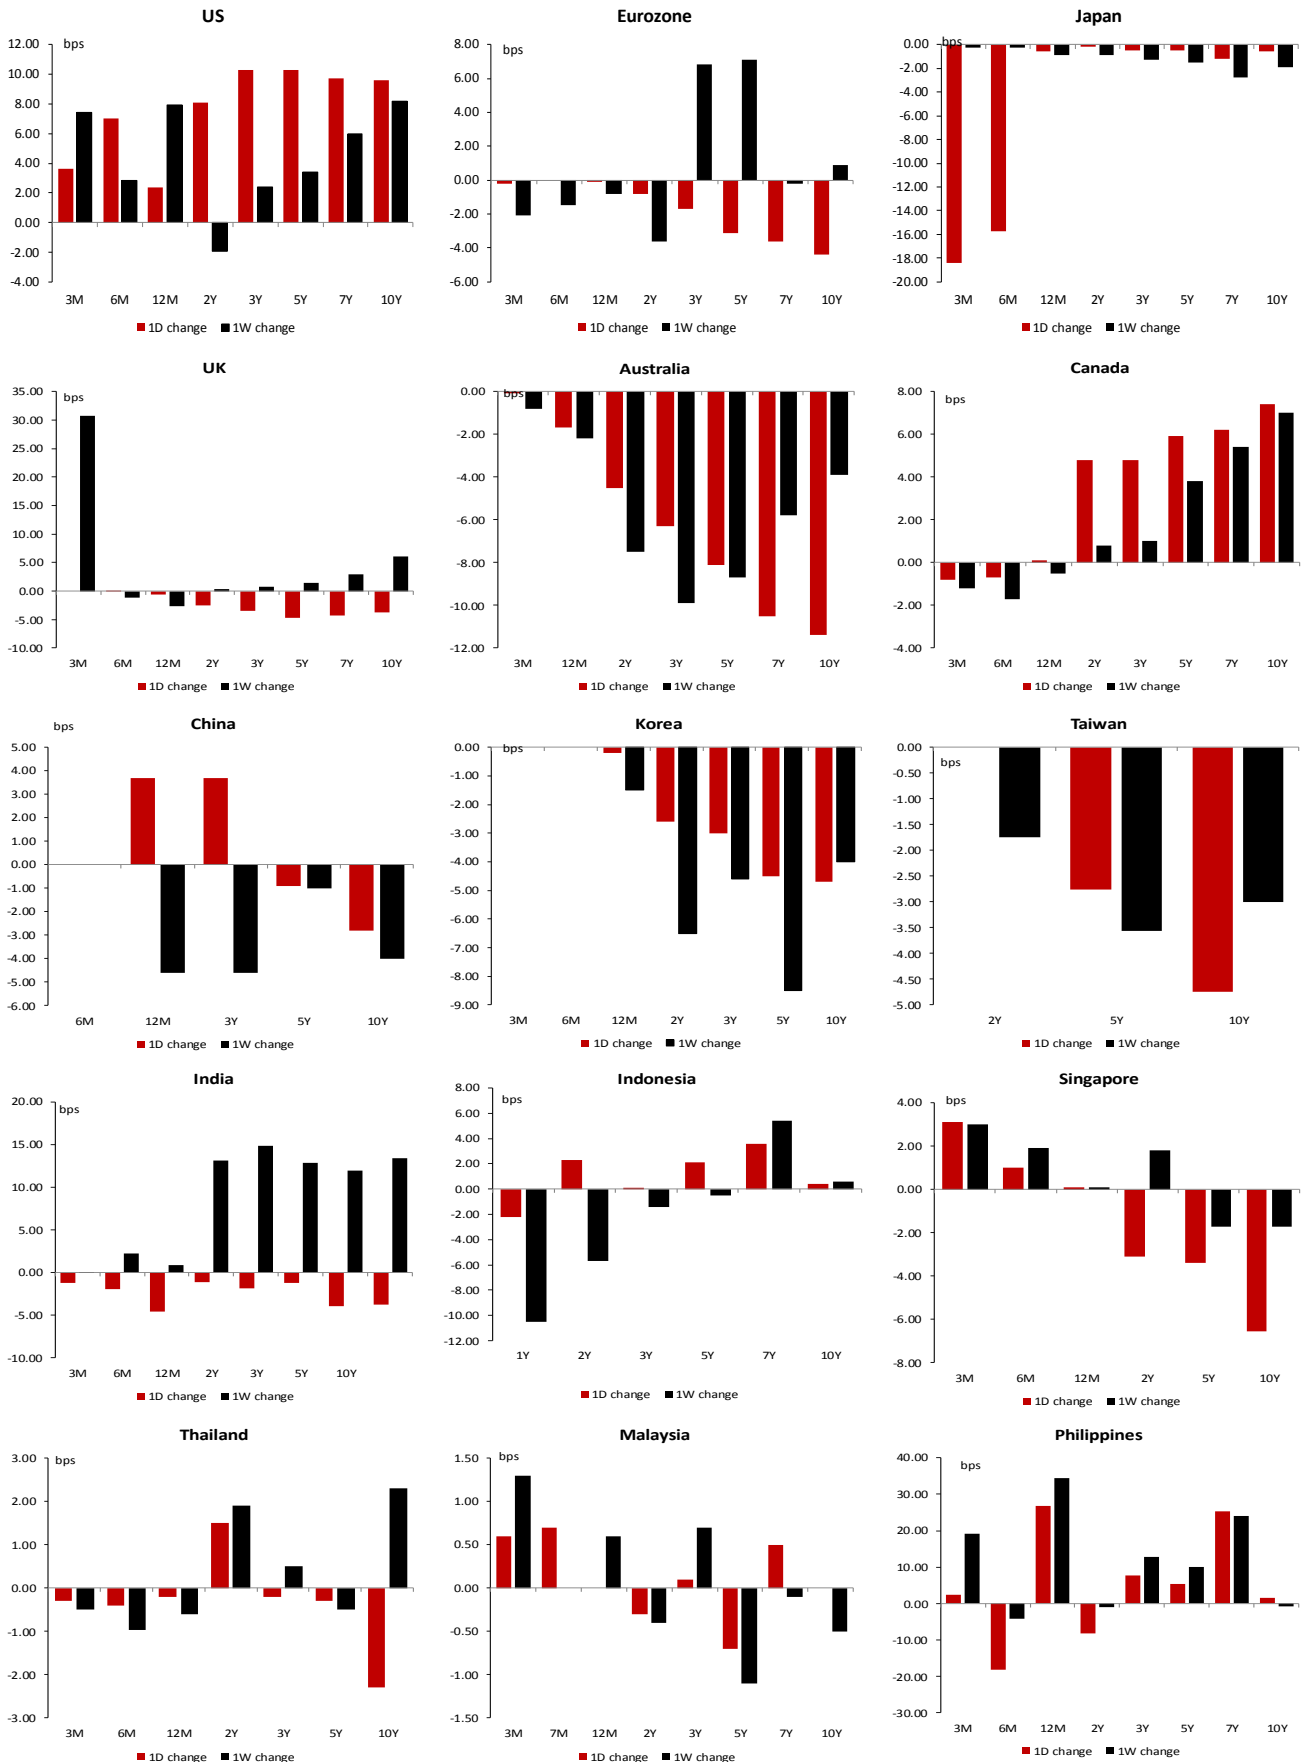 US
bps
12.00
10.00
8.00
6.00
4.00
2.00
0.00
-2.00
-4.00
3M 6M 12M 2Y 3Y 5Y 7Y 10Y
1D change 1W change
Eurozone
bps
8.00
6.00
4.00
2.00
0.00
-2.00
-4.00
-6.00
3M 6M 12M 2Y 3Y 5Y 7Y 10Y
1D change 1W change
Japan
bps
0.00
-2.00
-4.00
-6.00
-8.00
-10.00
-12.00
-14.00
-16.00
-18.00
-20.00
3M 6M 12M 2Y 3Y 5Y 7Y 10Y
1D change 1W change
UK
bps
35.00
30.00
25.00
20.00
15.00
10.00
5.00
0.00
-5.00
-10.00
3M 6M 12M 2Y 3Y 5Y 7Y 10Y
1D change 1W change
Australia
bps
0.00
-2.00
-4.00
-6.00
-8.00
-10.00
-12.00
3M 12M 2Y 3Y 5Y 7Y 10Y
1D change 1W change
Canada
bps
8.00
6.00
4.00
2.00
0.00
-2.00
-4.00
3M 6M 12M 2Y 3Y 5Y 7Y 10Y
1D change 1W change
China
bps
5.00
4.00
3.00
2.00
1.00
0.00
-1.00
-2.00
-3.00
-4.00
-5.00
-6.00
6M 12M 3Y 5Y 10Y
1D change 1W change
Korea
bps
0.00
-1.00
-2.00
-3.00
-4.00
-5.00
-6.00
-7.00
-8.00
-9.00
3M 6M 12M 2Y 3Y 5Y 10Y
1D change 1W change
Taiwan
bps
0.00
-0.50
-1.00
-1.50
-2.00
-2.50
-3.00
-3.50
-4.00
-4.50
-5.00
2Y 5Y 10Y
1D change 1W change
India
bps
20.00
15.00
10.00
5.00
0.00
-5.00
-10.00
3M 6M 12M 2Y 3Y 5Y 10Y
1D change 1W change
Indonesia
bps
8.00
6.00
4.00
2.00
0.00
-2.00
-4.00
-6.00
-8.00
-10.00
-12.00
1Y 2Y 3Y 5Y 7Y 10Y
1D change 1W change
Singapore
bps
4.00
2.00
0.00
-2.00
-4.00
-6.00
-8.00
3M 6M 12M 2Y 5Y 10Y
1D change 1W change
Thailand
bps
3.00
2.00
1.00
0.00
-1.00
-2.00
-3.00
3M 6M 12M 2Y 3Y 5Y 10Y
1D change 1W change
Malaysia
bps
1.50
1.00
0.50
0.00
-0.50
-1.00
-1.50
3M 7M 12M 2Y 3Y 5Y 7Y 10Y
1D change 1W change
Philippines
bps
40.00
30.00
20.00
10.00
0.00
-10.00
-20.00
-30.00
3M 6M 12M 2Y 3Y 5Y 7Y 10Y
1D change 1W change